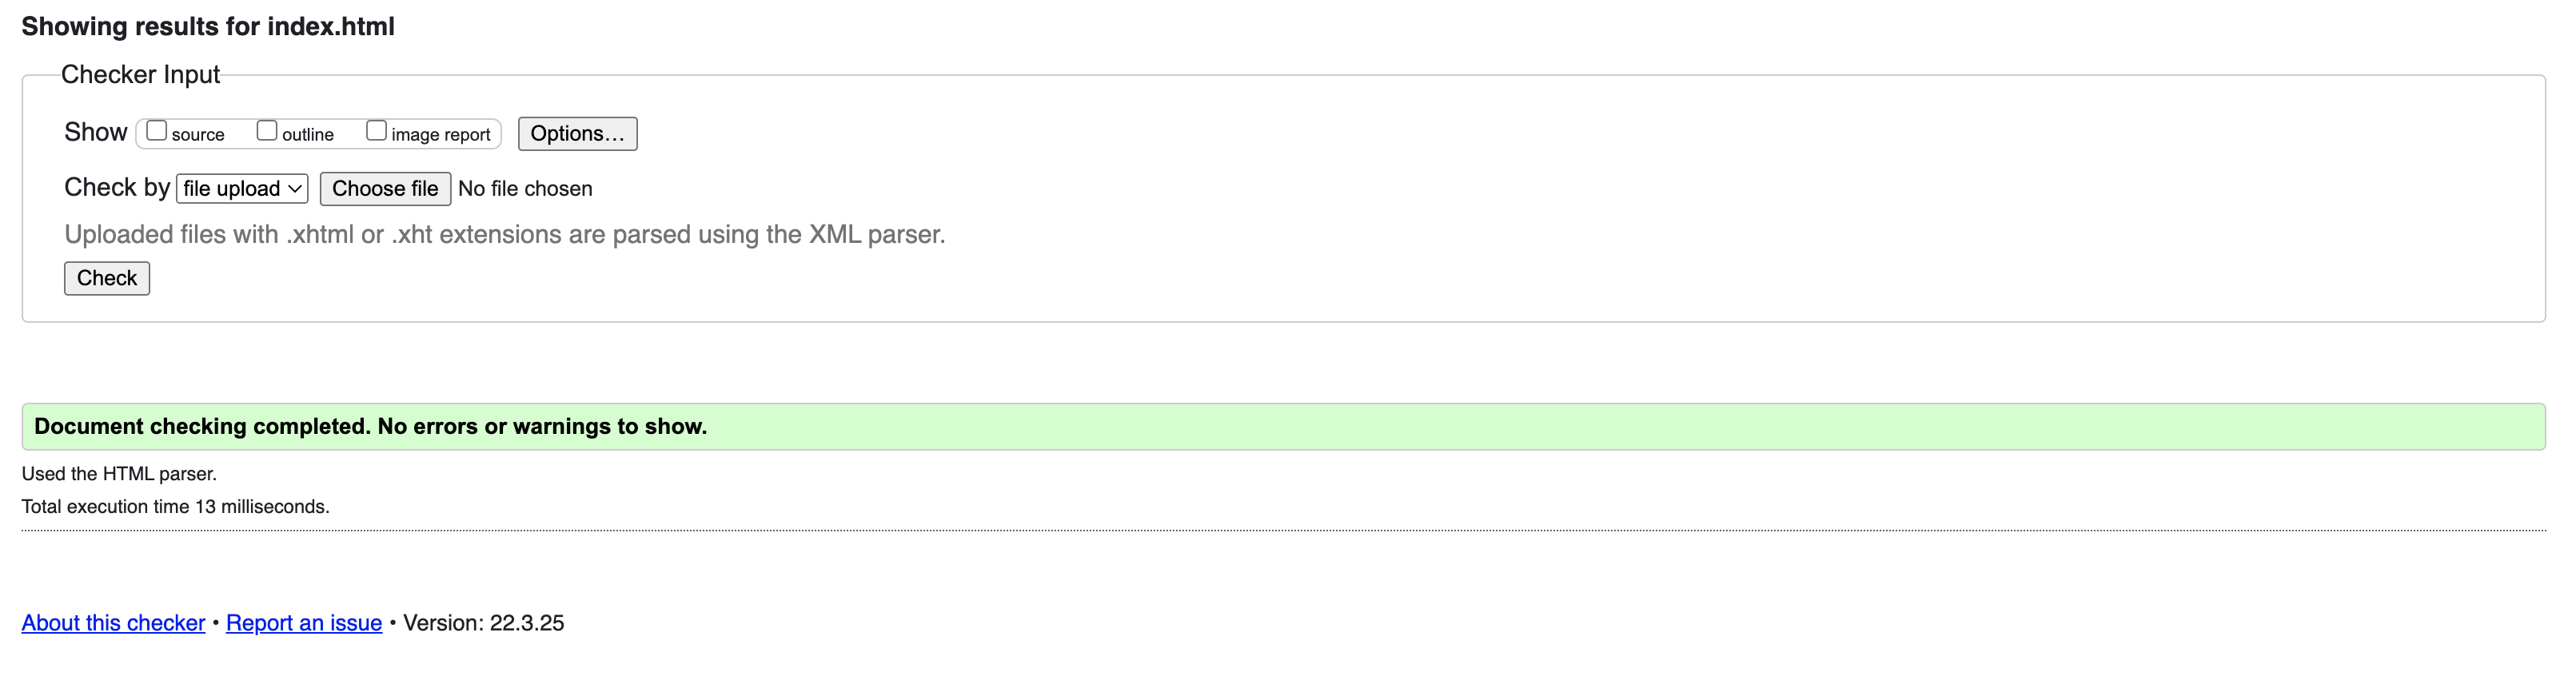 Showing results for index.html
Checker Input
Show source outline image report Options...
Check by file upload Choose file No file chosen
Uploaded files with .xhtml or .xht extensions are parsed using the XML parser.
Check
Document checking completed. No errors or warnings to show.
Used the HTML parser.
Total execution time 13 milliseconds.
About this checker • Report an issue • Version: 22.3.25